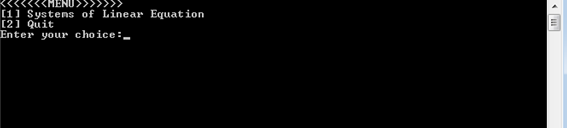 <<<<<<<MENU>>>>>>>
[1] Systems of Linear Equation
[2] Quit
Enter your choice:_